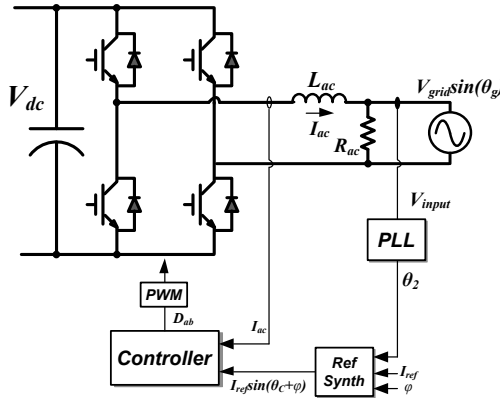 V_dc
L_ac
I_ac
R_ac
V_grid sin(θ_g)
V_input
PLL
θ_2
PWM
D_ab
Controller
I_ac
I_ref sin(θ_C+φ)
Ref
Synth
I_ref
φ